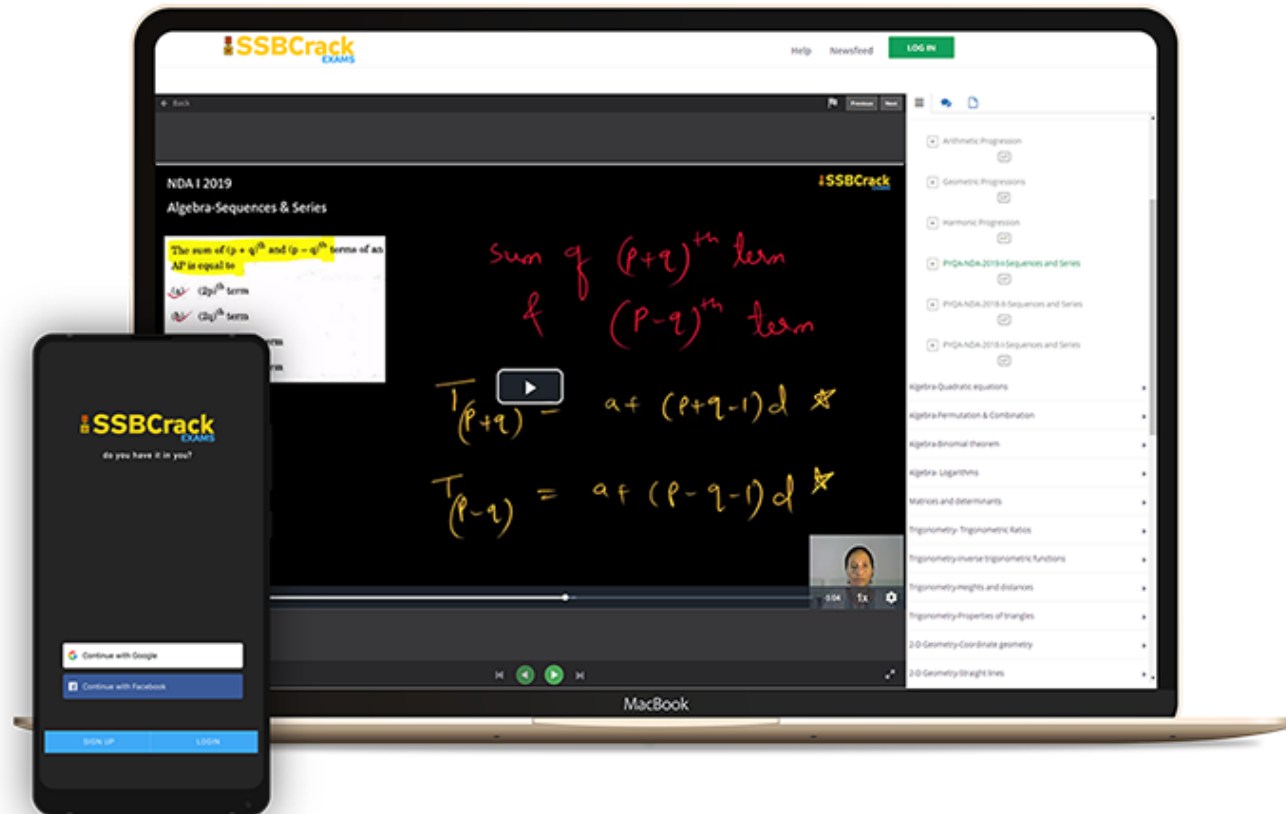 SSBCrack
EXAMS
Help
Newsfeed
LOG IN
Back
Previous
Next
NDA I 2019
SSBCrack
Algebra-Sequences & Series
The sum of (p + q)th and (p – q)th terms of an
AP is equal to
(a) (2p)th term
(b) (2q)th term
term
term
sum of (p+q)th term
& (p-q)th term
T(p+q) = a+ (p+q-1)d
T(p-q) = a+ (p-q-1)d
1x
Arithmetic Progression
Geometric Progressions
Harmonic Progression
PYQA-NDA-2019-I-Sequences and Series
PYQA-NDA-2018-II-Sequences and Series
PYQA-NDA-2018-I-Sequences and Series
Algebra-Quadratic equations
Algebra-Permutation & Combination
Algebra-Binomial theorem
Algebra- Logarithms
Matrices and determinants
Trigonometry- Trigonometric Ratios
Trigonometry-Inverse trigonometric functions
Trigonometry-Heights and distances
Trigonometry-Properties of triangles
2-D Geometry-Coordinate geometry
2-D Geometry-Straight lines
MacBook
SSBCrack
EXAMS
do you have it in you?
Continue with Google
Continue with Facebook
SIGN UP
LOGIN